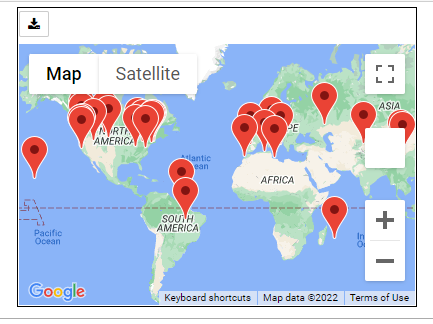 Map
Satellite
ASIA
NORTH
AMERICA
Atlantic
Ocean
AFRICA
SOUTH
AMERICA
Pacific
Ocean
Google
Keyboard shortcuts
Map data ©2022
Terms of Use